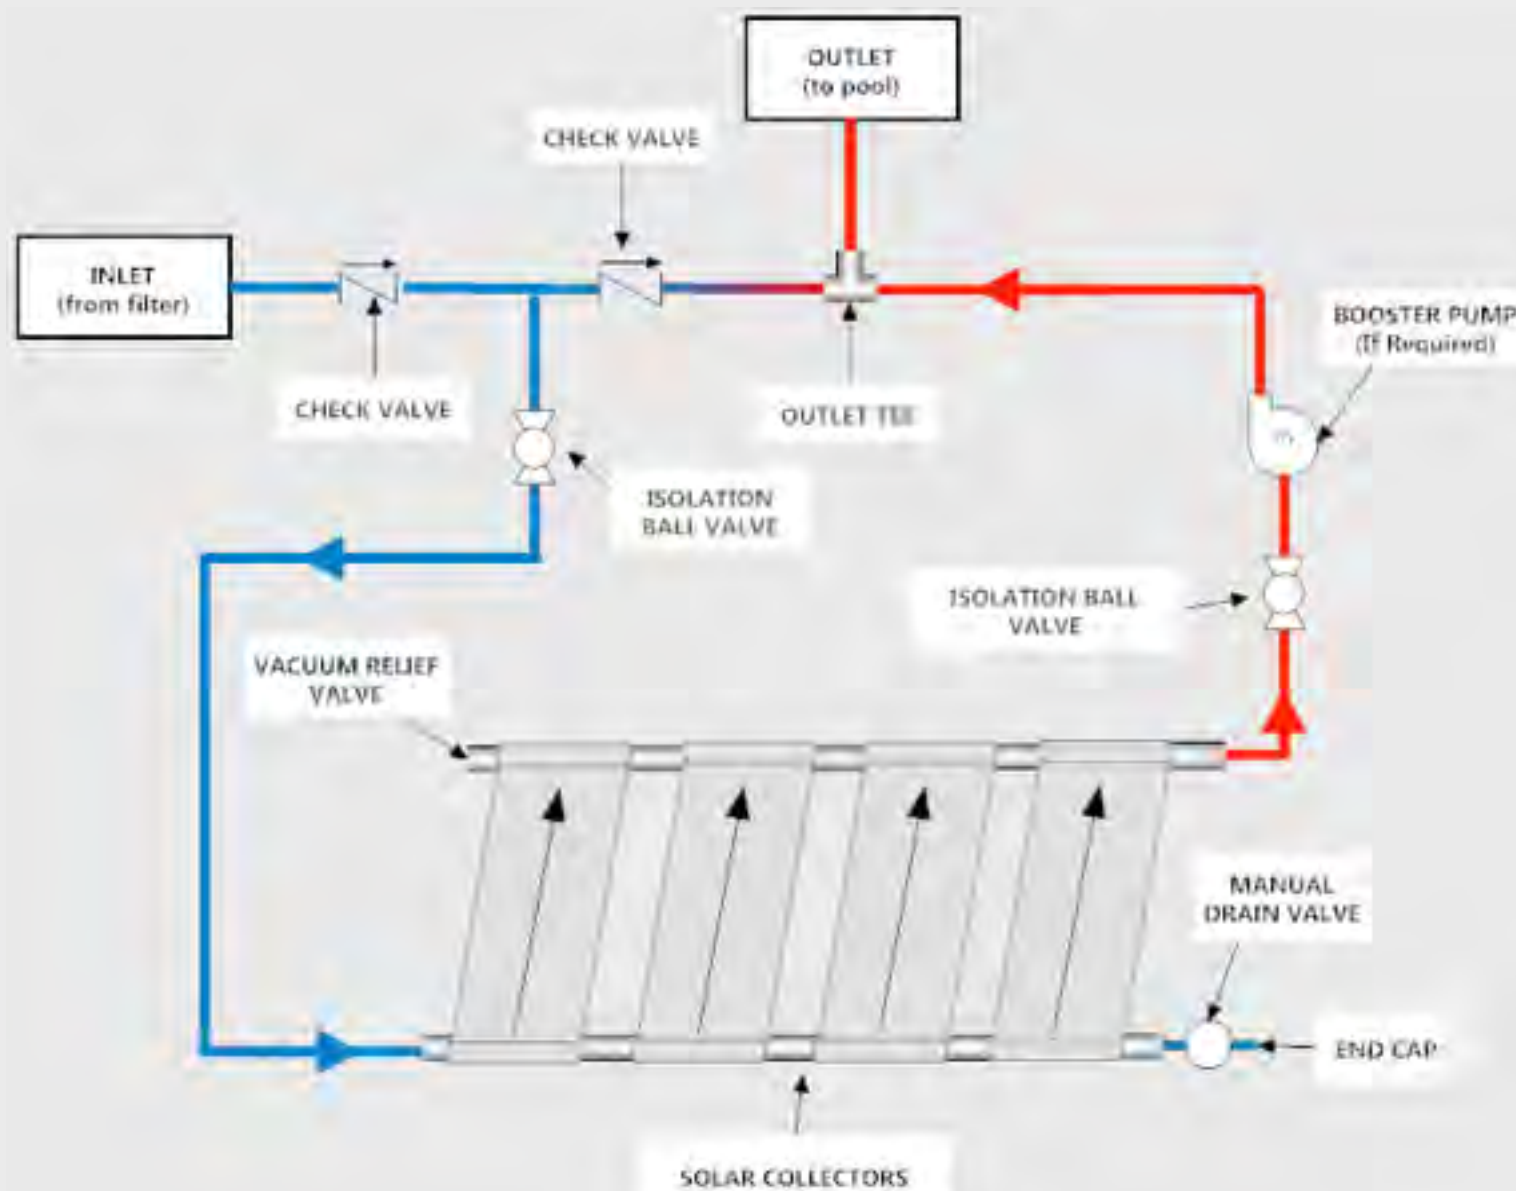 OUTLET
(to pool)
CHECK VALVE
INLET
(from filter)
BOOSTER PUMP
(If Required)
CHECK VALVE
OUTLET TEE
ISOLATION
BALL VALVE
ISOLATION BALL
VALVE
VACUUM RELIEF
VALVE
MANUAL
DRAIN VALVE
END CAP
SOLAR COLLECTORS